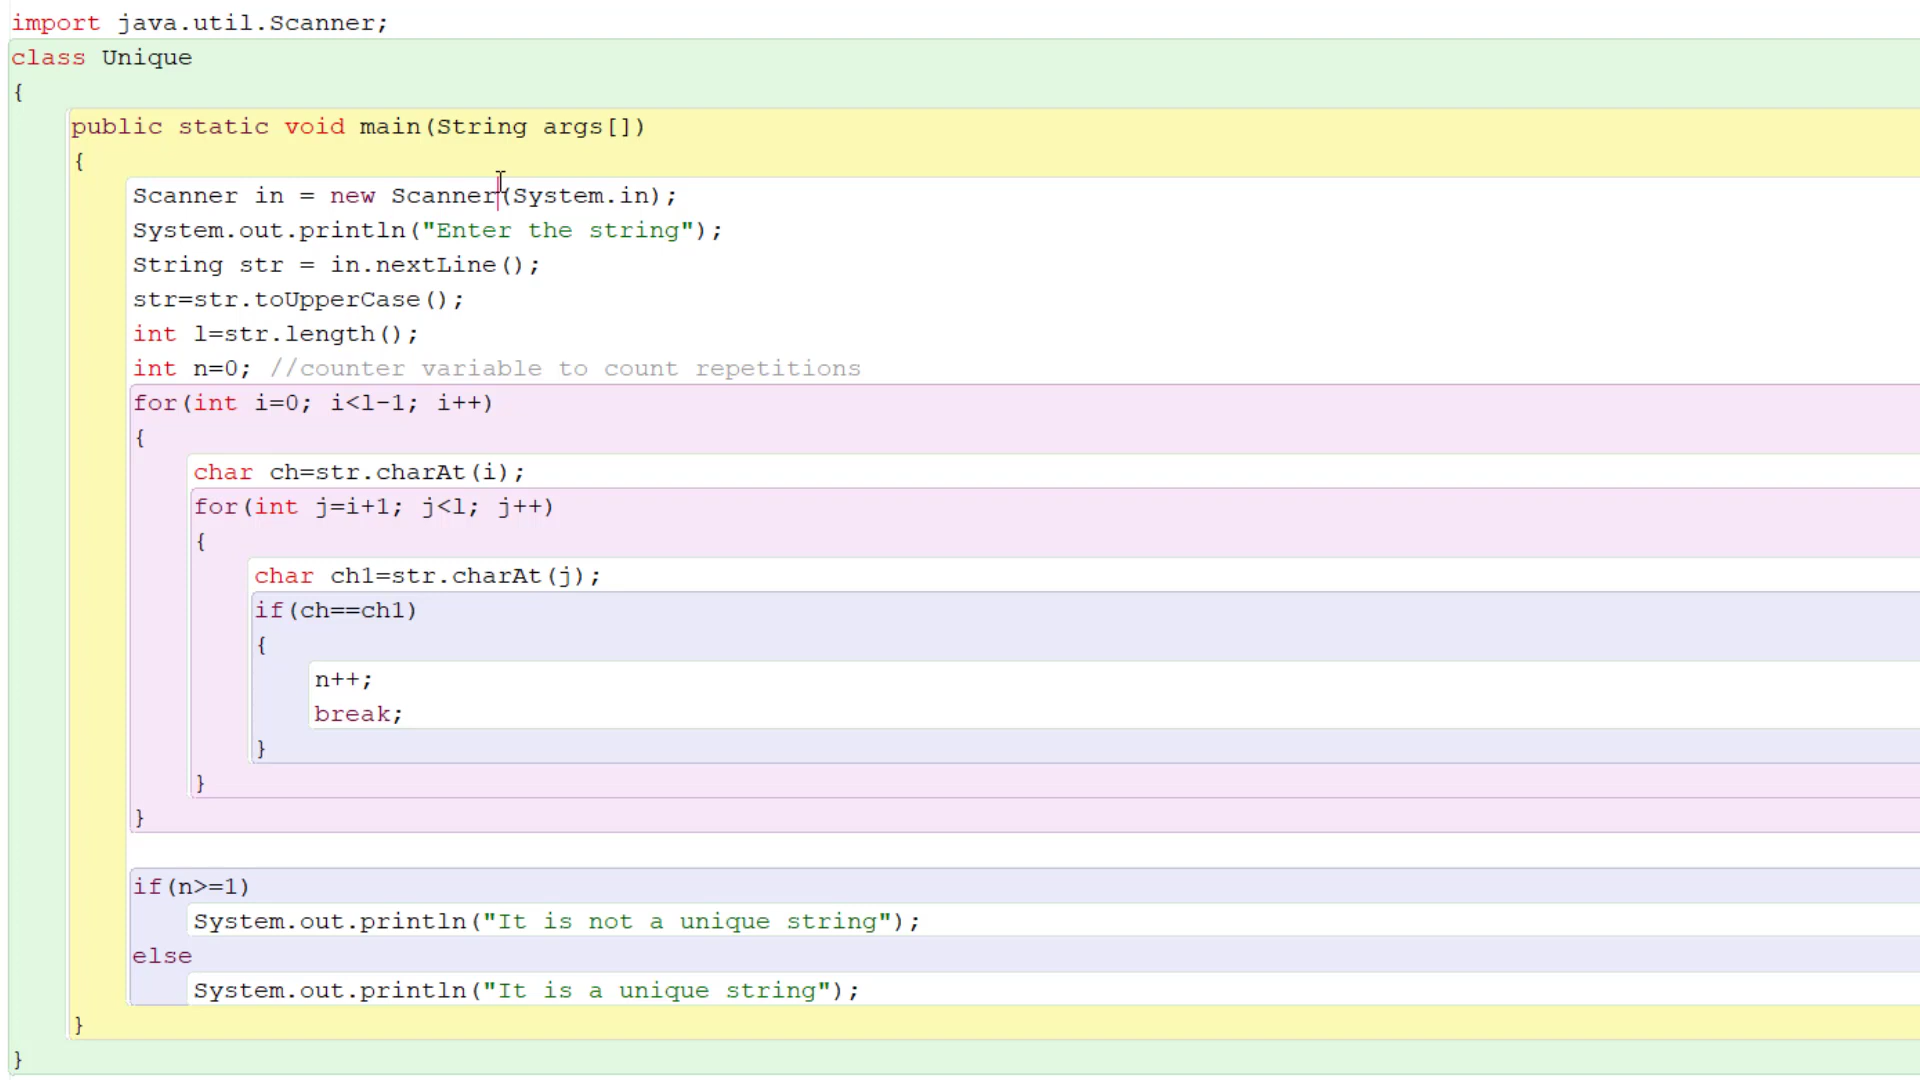 import java.util.Scanner;
class Unique
{
public static void main(String args[])
{
Scanner in = new Scanner(System.in);
System.out.println("Enter the string");
String str = in.nextLine();
str=str.toUpperCase();
int l=str.length();
int n=0; //counter variable to count repetitions
for(int i=0; i<l-1; i++)
{
char ch=str.charAt(i);
for(int j=i+1; j<l; j++)
{
char ch1=str.charAt(j);
if(ch==ch1)
{
n++;
break;
}
}
}
if(n>=1)
System.out.println("It is not a unique string");
else
System.out.println("It is a unique string");
}
}